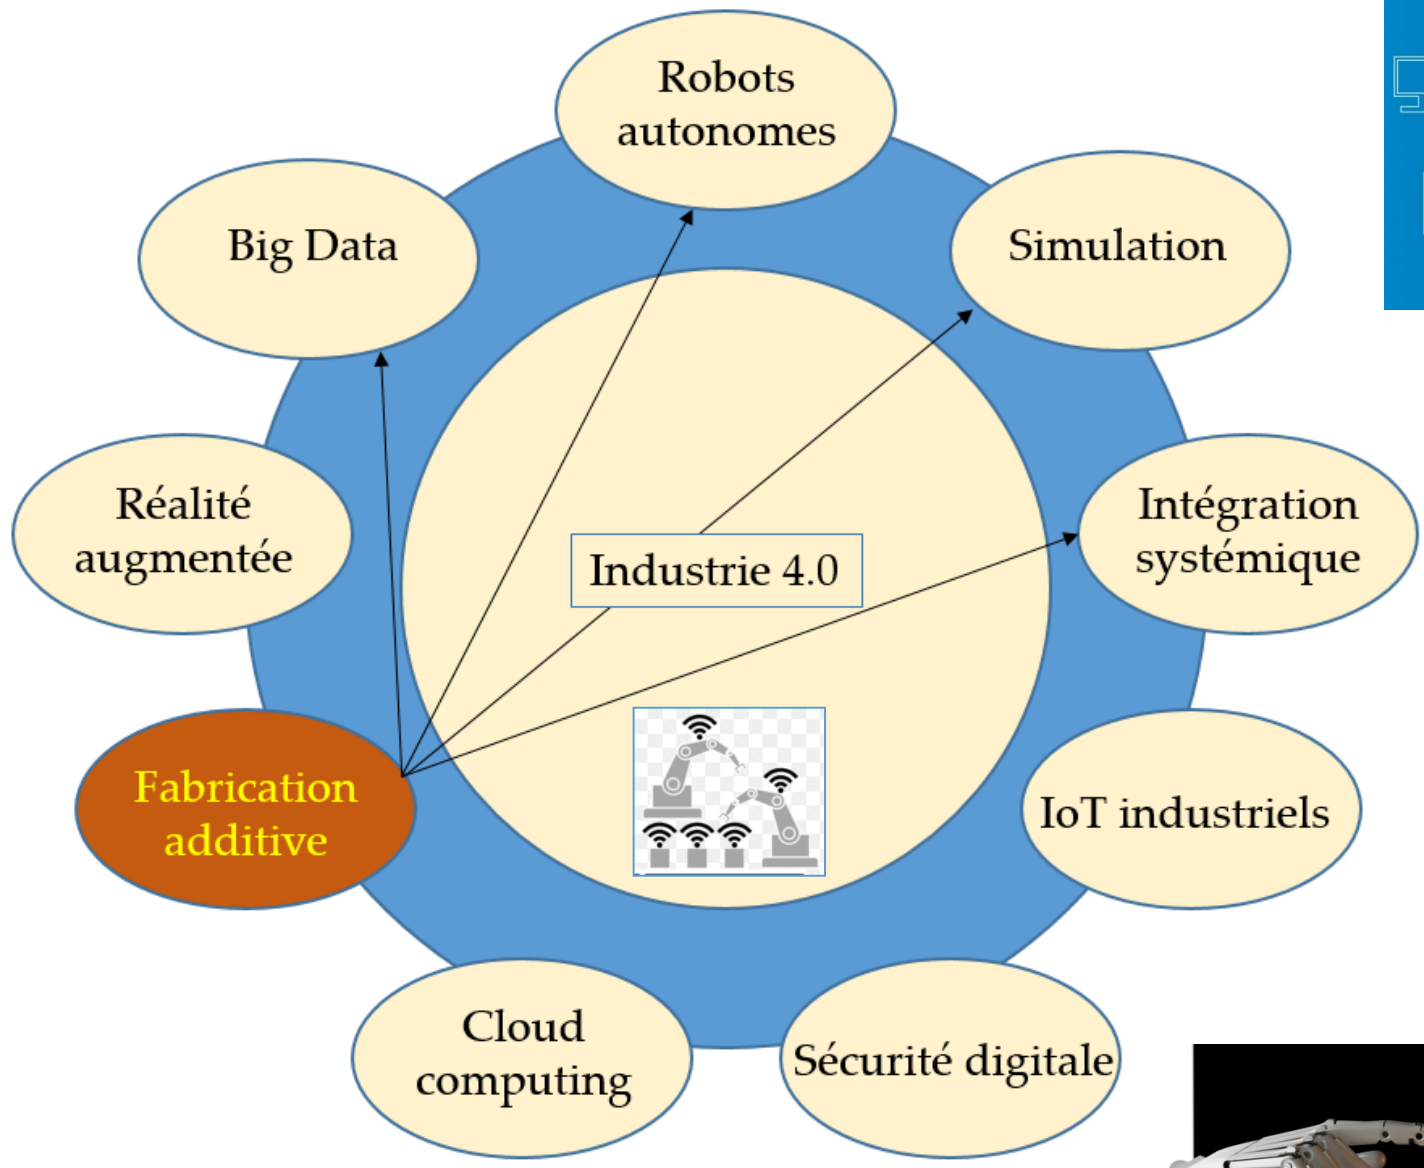 Robots
autonomes
Big Data
Simulation
Réalité
augmentée
Intégration
systémique
Industrie 4.0
Fabrication
additive
IoT industriels
Cloud
computing
Sécurité digitale